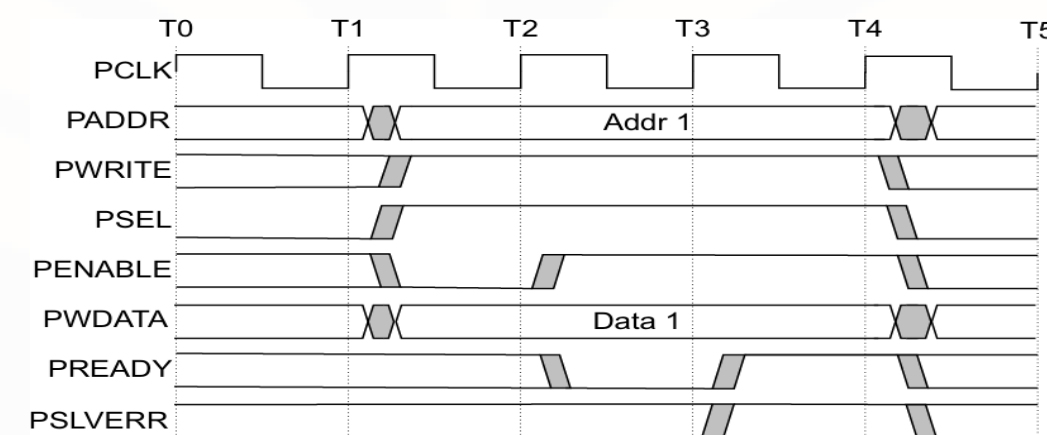 T0 T1 T2 T3 T4 T5
PCLK
PADDR Addr 1
PWRITE
PSEL
PENABLE
PWDATA Data 1
PREADY
PSLVERR